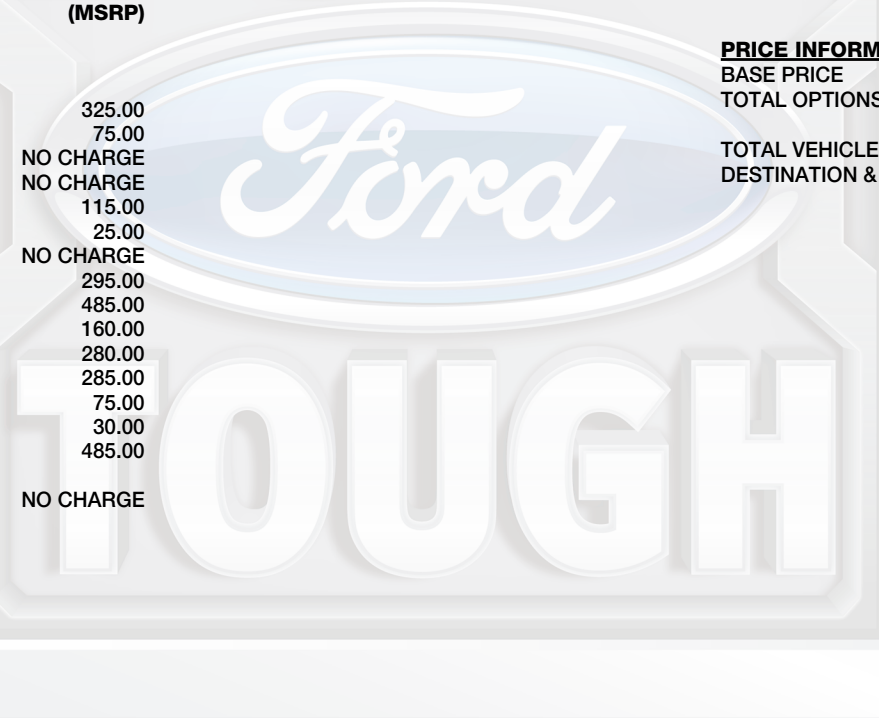 (MSRP)
325.00
75.00
NO CHARGE
NO CHARGE
115.00
25.00
NO CHARGE
295.00
485.00
160.00
280.00
285.00
75.00
30.00
485.00
NO CHARGE
PRICE INFORM
BASE PRICE
TOTAL OPTIONS
TOTAL VEHICLE
DESTINATION &
Ford
TOUGH